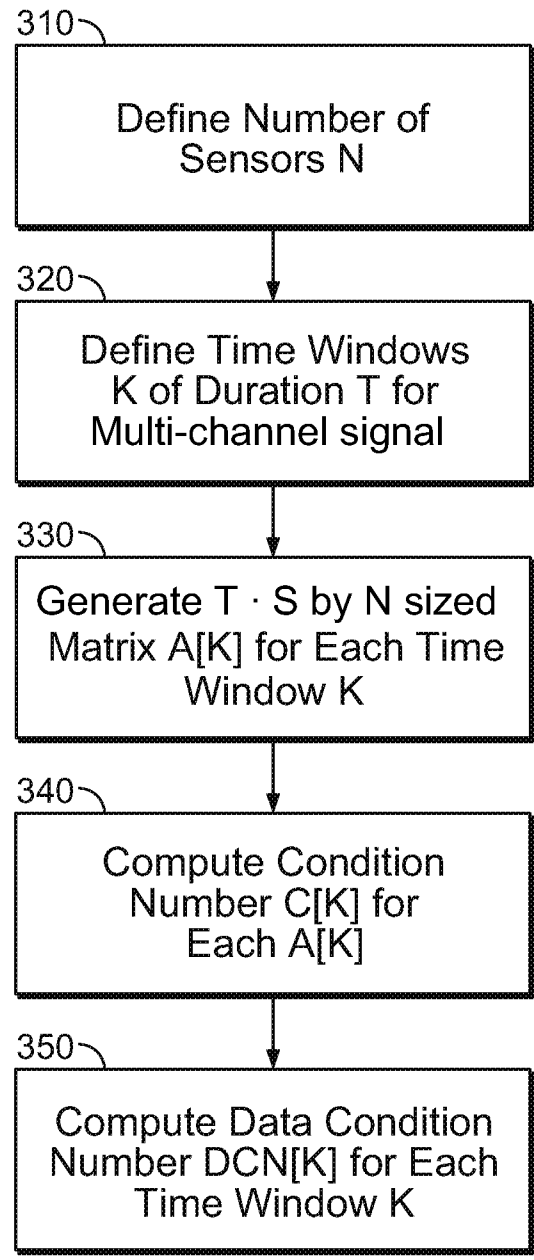 310
Define Number of
Sensors N
320
Define Time Windows
K of Duration T for
Multi-channel signal
330
Generate T · S by N sized
Matrix A[K] for Each Time
Window K
340
Compute Condition
Number C[K] for
Each A[K]
350
Compute Data Condition
Number DCN[K] for Each
Time Window K